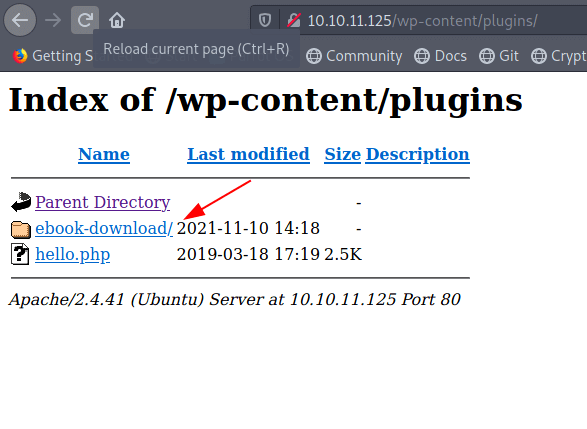 10.10.11.125/wp-content/plugins/
Getting S
Reload current page (Ctrl+R)
Community
Docs
Git
Crypt
Index of /wp-content/plugins
Name Last modified Size Description
Parent Directory -
ebook-download/ 2021-11-10 14:18 -
hello.php 2019-03-18 17:19 2.5K
Apache/2.4.41 (Ubuntu) Server at 10.10.11.125 Port 80